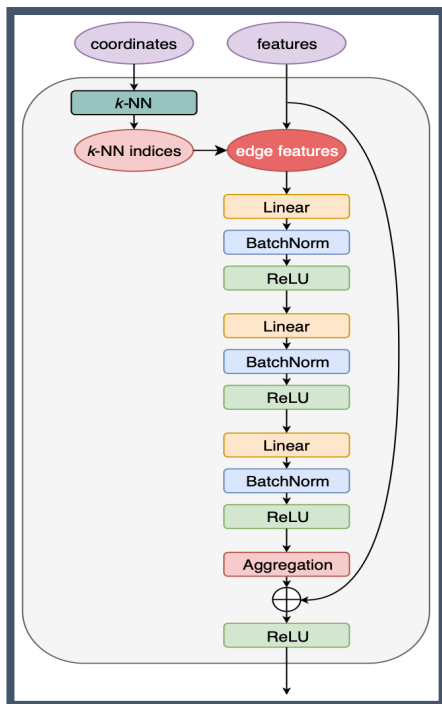 coordinates
features
k-NN
k-NN indices
edge features
Linear
BatchNorm
ReLU
Linear
BatchNorm
ReLU
Linear
BatchNorm
ReLU
Aggregation
ReLU